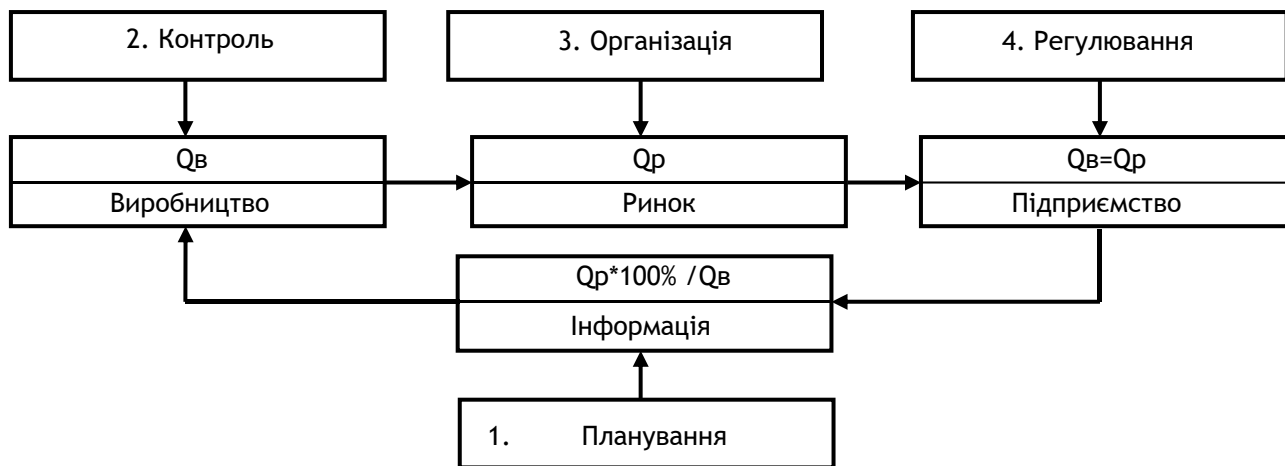 2. Контроль
3. Організація
4. Регулювання
Qв
Qр
Qв=Qр
Виробництво
Ринок
Підприємство
Qр*100% /Qв
Інформація
1. Планування